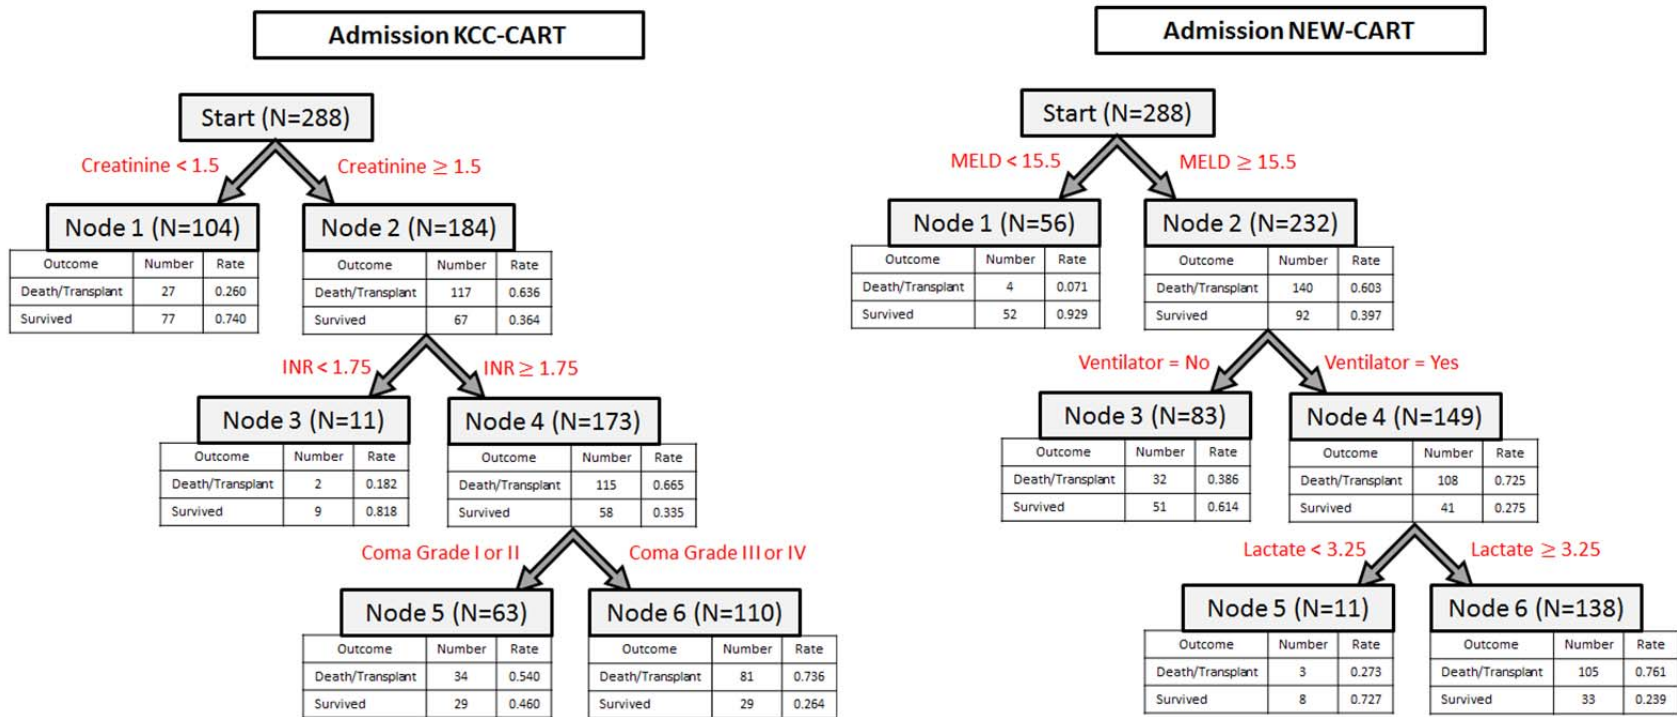 Admission KCC-CART
Start (N=288)
Creatinine < 1.5
Creatinine ≥ 1.5
Node 1 (N=104)
Outcome Number Rate
Death/Transplant 27 0.260
Survived 77 0.740
Node 2 (N=184)
Outcome Number Rate
Death/Transplant 117 0.636
Survived 67 0.364
INR < 1.75
INR ≥ 1.75
Node 3 (N=11)
Outcome Number Rate
Death/Transplant 2 0.182
Survived 9 0.818
Node 4 (N=173)
Outcome Number Rate
Death/Transplant 115 0.665
Survived 58 0.335
Coma Grade I or II
Coma Grade III or IV
Node 5 (N=63)
Outcome Number Rate
Death/Transplant 34 0.540
Survived 29 0.460
Node 6 (N=110)
Outcome Number Rate
Death/Transplant 81 0.736
Survived 29 0.264
Admission NEW-CART
Start (N=288)
MELD < 15.5
MELD ≥ 15.5
Node 1 (N=56)
Outcome Number Rate
Death/Transplant 4 0.071
Survived 52 0.929
Node 2 (N=232)
Outcome Number Rate
Death/Transplant 140 0.603
Survived 92 0.397
Ventilator = No
Ventilator = Yes
Node 3 (N=83)
Outcome Number Rate
Death/Transplant 32 0.386
Survived 51 0.614
Node 4 (N=149)
Outcome Number Rate
Death/Transplant 108 0.725
Survived 41 0.275
Lactate < 3.25
Lactate ≥ 3.25
Node 5 (N=11)
Outcome Number Rate
Death/Transplant 3 0.273
Survived 8 0.727
Node 6 (N=138)
Outcome Number Rate
Death/Transplant 105 0.761
Survived 33 0.239